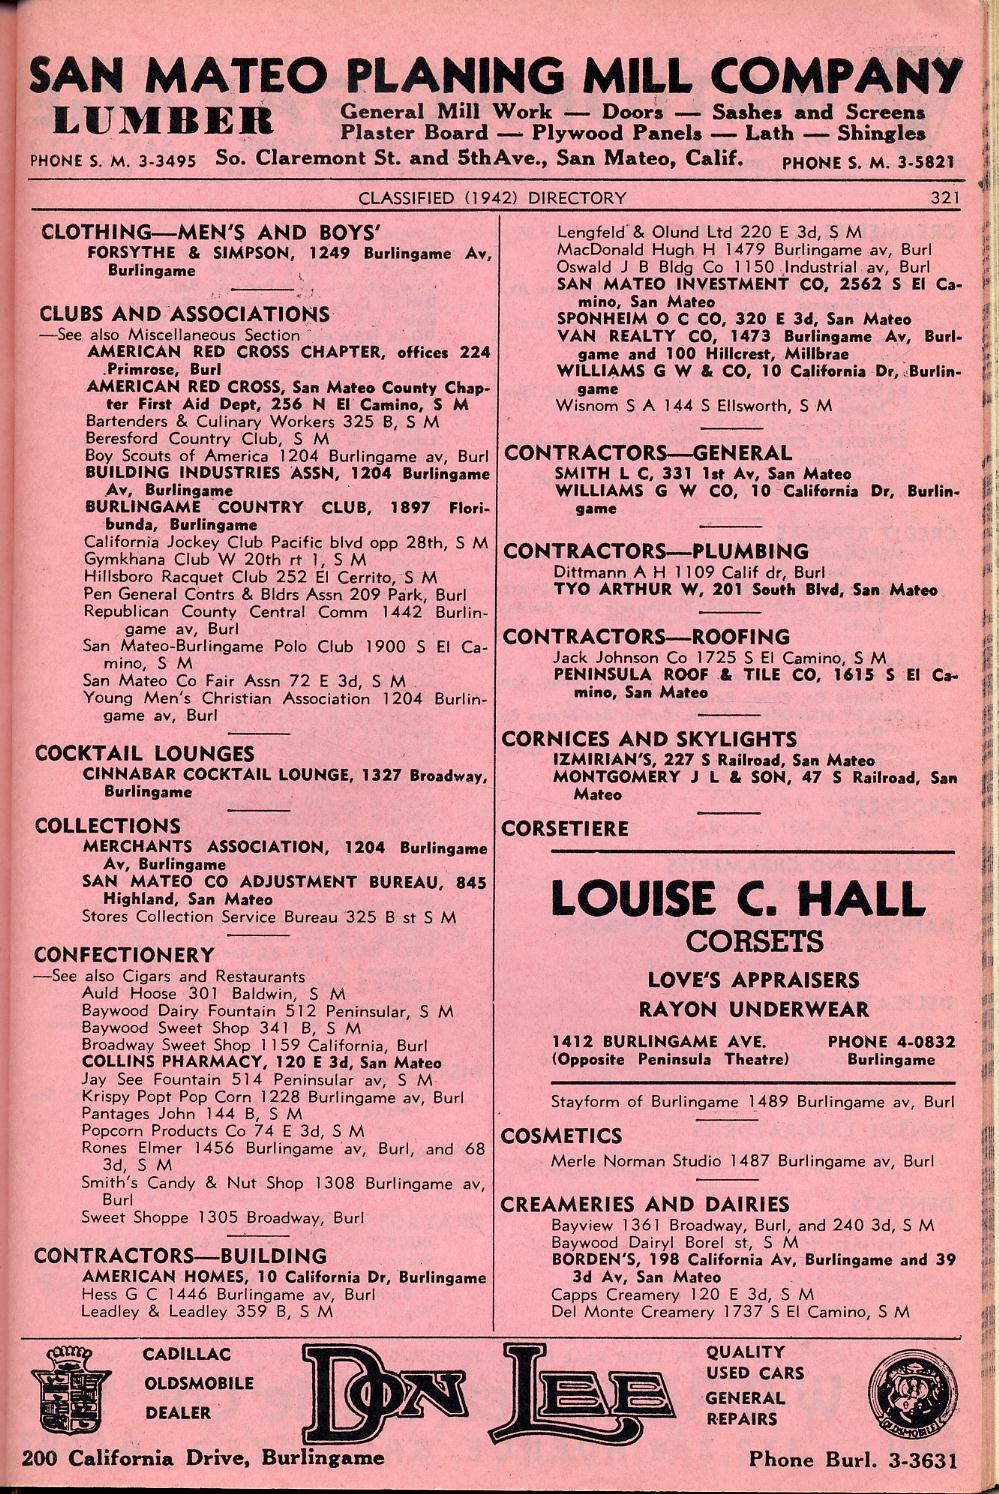 SAN MATEO PLANING MILL COMPANY
LUMBER
General Mill Work — Doors — Sashes and Screens
Plaster Board — Plywood Panels — Lath — Shingles
PHONE S. M. 3-3495 So. Claremont St. and 5thAve., San Mateo, Calif. PHONE S. M. 3-5821
CLASSIFIED (1942) DIRECTORY 321
CLOTHING—MEN'S AND BOYS'
FORSYTHE & SIMPSON, 1249 Burlingame Av,
Burlingame
CLUBS AND ASSOCIATIONS
—See also Miscellaneous Section
AMERICAN RED CROSS CHAPTER, offices 224
Primrose, Burl
AMERICAN RED CROSS, San Mateo County Chap-
ter First Aid Dept, 256 N El Camino, S M
Bartenders & Culinary Workers 325 B, S M
Beresford Country Club, S M
Boy Scouts of America 1204 Burlingame av, Burl
BUILDING INDUSTRIES ASSN, 1204 Burlingame
Av, Burlingame
BURLINGAME COUNTRY CLUB, 1897 Flori-
bunda, Burlingame
California Jockey Club Pacific blvd opp 28th, S M
Gymkhana Club W 20th rt 1, S M
Hillsboro Racquet Club 252 El Cerrito, S M
Pen General Contrs & Bldrs Assn 209 Park, Burl
Republican County Central Comm 1442 Burlin-
game av, Burl
San Mateo-Burlingame Polo Club 1900 S El Ca-
mino, S M
San Mateo Co Fair Assn 72 E 3d, S M
Young Men's Christian Association 1204 Burlin-
game av, Burl
COCKTAIL LOUNGES
CINNABAR COCKTAIL LOUNGE, 1327 Broadway,
Burlingame
COLLECTIONS
MERCHANTS ASSOCIATION, 1204 Burlingame
Av, Burlingame
SAN MATEO CO ADJUSTMENT BUREAU, 845
Highland, San Mateo
Stores Collection Service Bureau 325 B st S M
CONFECTIONERY
—See also Cigars and Restaurants
Auld Hoose 301 Baldwin, S M
Baywood Dairy Fountain 512 Peninsular, S M
Baywood Sweet Shop 341 B, S M
Broadway Sweet Shop 1159 California, Burl
COLLINS PHARMACY, 120 E 3d, San Mateo
Jay See Fountain 514 Peninsular av, S M
Krispy Popt Pop Corn 1228 Burlingame av, Burl
Pantages John 144 B, S M
Popcorn Products Co 74 E 3d, S M
Rones Elmer 1456 Burlingame av, Burl, and 68
3d, S M
Smith's Candy & Nut Shop 1308 Burlingame av,
Burl
Sweet Shoppe 1305 Broadway, Burl
CONTRACTORS—BUILDING
AMERICAN HOMES, 10 California Dr, Burlingame
Hess G C 1446 Burlingame av, Burl
Leadley & Leadley 359 B, S M
Lengfeld & Olund Ltd 220 E 3d, S M
MacDonald Hugh H 1479 Burlingame av, Burl
Oswald J B Bldg Co 1150 Industrial av, Burl
SAN MATEO INVESTMENT CO, 2562 S El Ca-
mino, San Mateo
SPONHEIM O C CO, 320 E 3d, San Mateo
VAN REALTY CO, 1473 Burlingame Av, Burl-
game and 100 Hillcrest, Millbrae
WILLIAMS G W & CO, 10 California Dr, Burlin-
game
Wisnom S A 144 S Ellsworth, S M
CONTRACTORS—GENERAL
SMITH L C, 331 1st Av, San Mateo
WILLIAMS G W CO, 10 California Dr, Burlin-
game
CONTRACTORS—PLUMBING
Dittmann A H 1109 Calif dr, Burl
TYO ARTHUR W, 201 South Blvd, San Mateo
CONTRACTORS—ROOFING
Jack Johnson Co 1725 S El Camino, S M
PENINSULA ROOF & TILE CO, 1615 S El Ca-
mino, San Mateo
CORNICES AND SKYLIGHTS
IZMIRIAN'S, 227 S Railroad, San Mateo
MONTGOMERY J L & SON, 47 S Railroad, San
Mateo
CORSETIERE
LOUISE C. HALL
CORSETS
LOVE'S APPRAISERS
RAYON UNDERWEAR
1412 BURLINGAME AVE. PHONE 4-0832
(Opposite Peninsula Theatre) Burlingame
Stayform of Burlingame 1489 Burlingame av, Burl
COSMETICS
Merle Norman Studio 1487 Burlingame av, Burl
CREAMERIES AND DAIRIES
Bayview 1361 Broadway, Burl, and 240 3d, S M
Baywood Dairyl Borel st, S M
BORDEN'S, 198 California Av, Burlingame and 39
3d Av, San Mateo
Capps Creamery 120 E 3d, S M
Del Monte Creamery 1737 S El Camino, S M
CADILLAC
OLDSMOBILE
DEALER
DON LEE
QUALITY
USED CARS
GENERAL
REPAIRS
OLDSMOBILE
200 California Drive, Burlingame Phone Burl. 3-3631